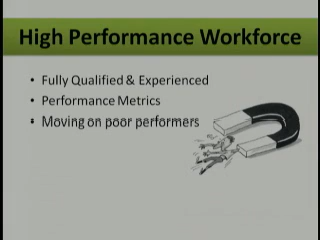 High Performance Workforce
• Fully Qualified & Experienced
• Performance Metrics
• Moving on poor performers